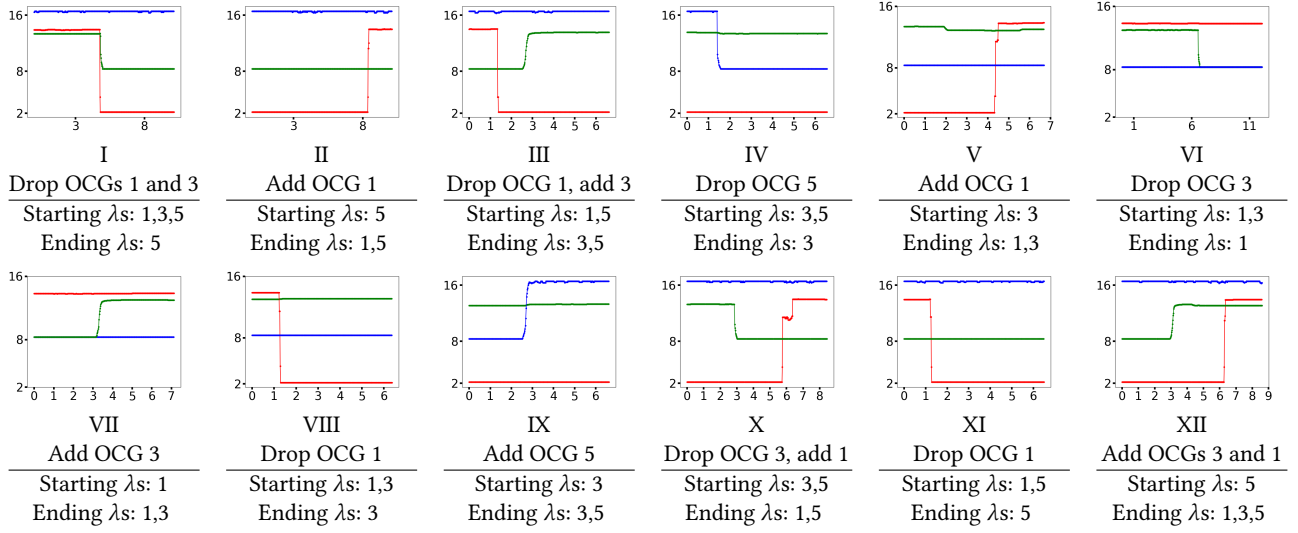 16
8
2
3 8
I
Drop OCGs 1 and 3
Starting λs: 1,3,5
Ending λs: 5
16
8
2
3 8
II
Add OCG 1
Starting λs: 5
Ending λs: 1,5
16
8
2
0 1 2 3 4 5 6
III
Drop OCG 1, add 3
Starting λs: 1,5
Ending λs: 3,5
16
8
2
0 1 2 3 4 5 6
IV
Drop OCG 5
Starting λs: 3,5
Ending λs: 3
16
8
2
0 1 2 3 4 5 6 7
V
Add OCG 1
Starting λs: 3
Ending λs: 1,3
16
8
2
1 6 11
VI
Drop OCG 3
Starting λs: 1,3
Ending λs: 1
16
8
2
0 1 2 3 4 5 6 7
VII
Add OCG 3
Starting λs: 1
Ending λs: 1,3
16
8
2
0 1 2 3 4 5 6
VIII
Drop OCG 1
Starting λs: 1,3
Ending λs: 3
16
8
2
0 1 2 3 4 5 6
IX
Add OCG 5
Starting λs: 3
Ending λs: 3,5
16
8
2
0 1 2 3 4 5 6 7 8
X
Drop OCG 3, add 1
Starting λs: 3,5
Ending λs: 1,5
16
8
2
0 1 2 3 4 5 6
XI
Drop OCG 1
Starting λs: 1,5
Ending λs: 5
16
8
2
0 1 2 3 4 5 6 7 8 9
XII
Add OCGs 3 and 1
Starting λs: 5
Ending λs: 1,3,5